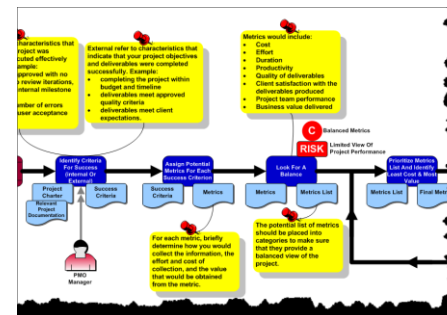 characteristics that
project was
cuted effectively
ample:
pproved with no
review iterations,
nternal milestone
mber of errors
user acceptance
External refer to characteristics that
indicate that your project objectives
and deliverables were completed
successfully. Example:
• completing the project within
budget and timeline
• deliverables meet approved
quality criteria
• deliverables meet client
expectations.
Metrics would include:
• Cost
• Effort
• Duration
• Productivity
• Quality of deliverables
• Client satisfaction with the
deliverables produced
• Project team performance
• Business value delivered
C Balanced Metrics
RISK Limited View Of
Project Performance
Identify Criteria
For Success
(Internal Or
External)
Project
Charter
Relevant
Project
Documentation
Success
Criteria
Assign Potential
Metrics For Each
Success Criterion
Success
Criteria
Metrics
Look For A
Balance
Metrics
Metrics List
Prioritize Metrics
List And Identify
Least Cost & Most
Value
Metrics List
Final Metr
PMO
Manager
For each metric, briefly
determine how you would
collect the information, the
effort and cost of
collection, and the value
that would be obtained
from the metric.
The potential list of metrics
should be placed into
categories to make sure
that they provide a
balanced view of the
project.